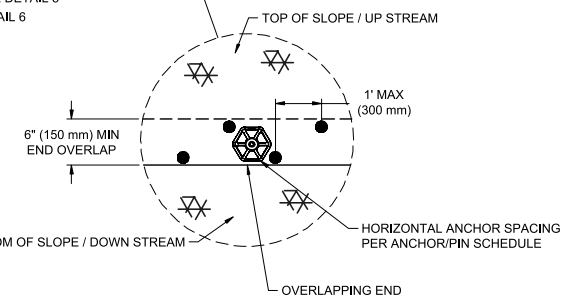 DETAIL 6
TOP OF SLOPE / UP STREAM
1' MAX
(300 mm)
6" (150 mm) MIN
END OVERLAP
OF SLOPE / DOWN STREAM
HORIZONTAL ANCHOR SPACING
PER ANCHOR/PIN SCHEDULE
OVERLAPPING END